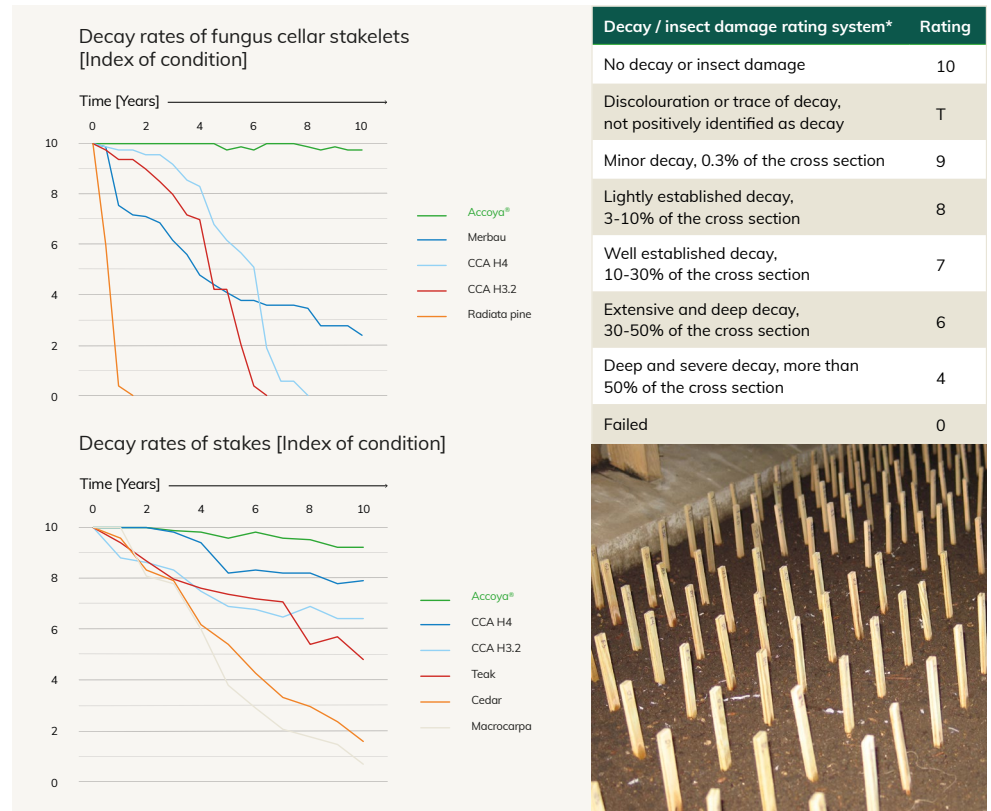 Decay rates of fungus cellar stakelets
[Index of condition]
Time [Years]
0 2 4 6 8 10
10
8
6
4
2
0
Accoya®
Merbau
CCA H4
CCA H3.2
Radiata pine
Decay rates of stakes [Index of condition]
Time [Years]
0 2 4 6 8 10
10
8
6
4
2
0
Accoya®
CCA H4
CCA H3.2
Teak
Cedar
Macrocarpa
Decay / insect damage rating system* Rating
No decay or insect damage 10
Discolouration or trace of decay,
not positively identified as decay T
Minor decay, 0.3% of the cross section 9
Lightly established decay,
3-10% of the cross section 8
Well established decay,
10-30% of the cross section 7
Extensive and deep decay,
30-50% of the cross section 6
Deep and severe decay, more than
50% of the cross section 4
Failed 0